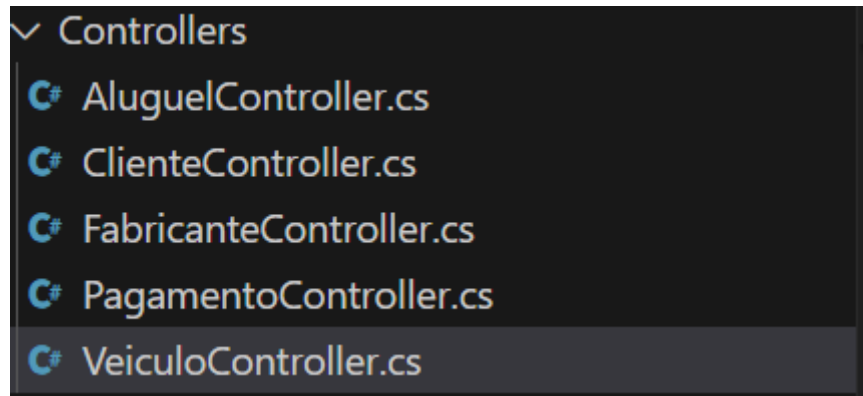 Controllers
C# AluguelController.cs
C# ClienteController.cs
C# FabricanteController.cs
C# PagamentoController.cs
C# VeiculoController.cs